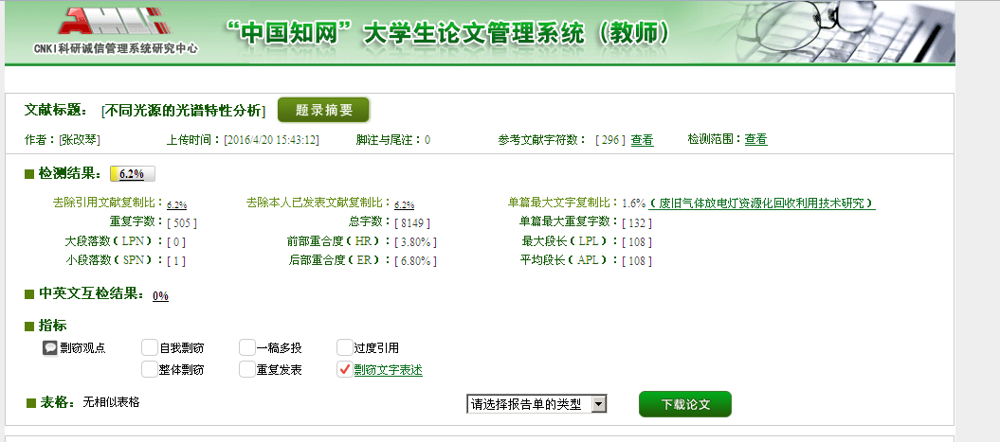 “中国知网”大学生论文管理系统（教师）
CNKI科研诚信管理系统研究中心
文献标题： [不同光源的光谱特性分析] 题录摘要
作者：[张改琴] 上传时间：[2016/4/20 15:43:12] 脚注与尾注：0 参考文献字符数： [ 296 ] 查看 检测范围：查看
检测结果： 6.2%
去除引用文献复制比：6.2% 去除本人已发表文献复制比：6.2% 单篇最大文字复制比：1.6%（ 废旧气体放电灯资源化回收利用技术研究）
重复字数：[ 505 ] 总字数：[ 8149 ] 单篇最大重复字数：[ 132 ]
大段落数（LPN）：[ 0 ] 前部重合度（HR）：[ 3.80% ] 最大段长（LPL）：[ 108 ]
小段落数（SPN）：[ 1 ] 后部重合度（ER）：[ 6.80% ] 平均段长（APL）：[ 108 ]
中英文互检结果： 0%
指标
剽窃观点 自我剽窃 一稿多投 过度引用
整体剽窃 重复发表 剽窃文字表述
表格： 无相似表格 请选择报告单的类型 下载论文